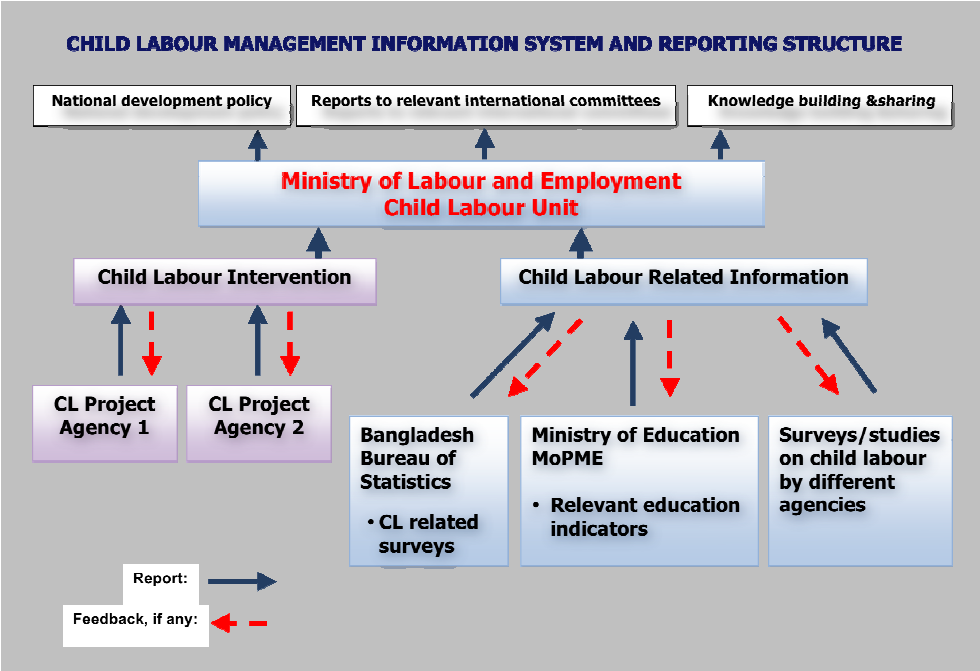 CHILD LABOUR MANAGEMENT INFORMATION SYSTEM AND REPORTING STRUCTURE
National development policy
Reports to relevant international committees
Knowledge building &sharing
Ministry of Labour and Employment
Child Labour Unit
Child Labour Intervention
Child Labour Related Information
CL Project
Agency 1
CL Project
Agency 2
Bangladesh
Bureau of
Statistics
• CL related
surveys
Ministry of Education
MoPME
• Relevant education
indicators
Surveys/studies
on child labour
by different
agencies
Report:
Feedback, if any: